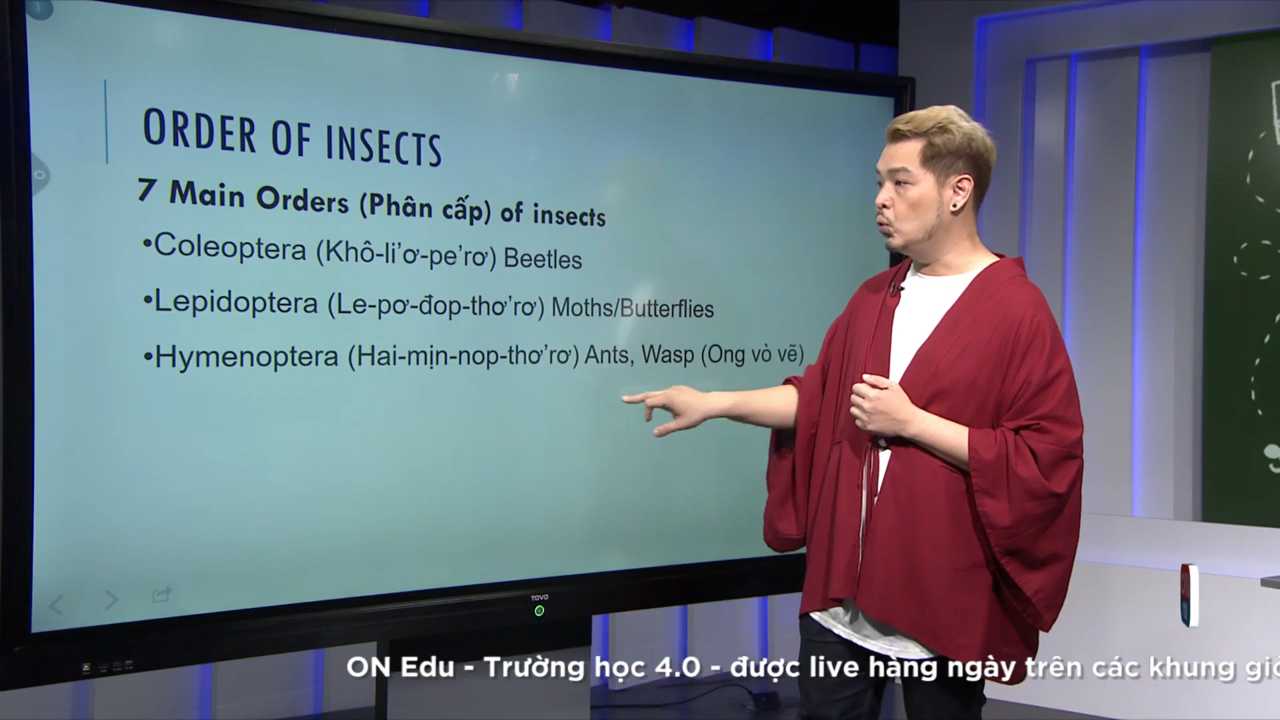 ORDER OF INSECTS
7 Main Orders (Phân cấp) of insects
•Coleoptera (Khô-li’ơ-pe’rơ) Beetles
•Lepidoptera (Le-pơ-đop-thơ’rơ) Moths/Butterflies
•Hymenoptera (Hai-mịn-nop-thơ’rơ) Ants, Wasp (Ong vò vẽ)
TOVO
ON Edu - Trường học 4.0 - được live hàng ngày trên các khung giờ